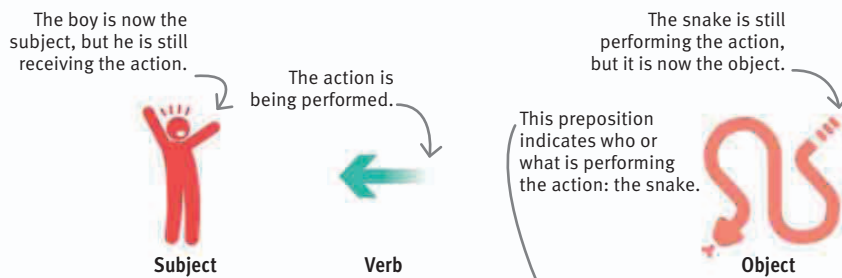 The boy is now the
subject, but he is still
receiving the action.
The action is
being performed.
The snake is still
performing the action,
but it is now the object.
This preposition
indicates who or
what is performing
the action: the snake.
Subject
Verb
Object